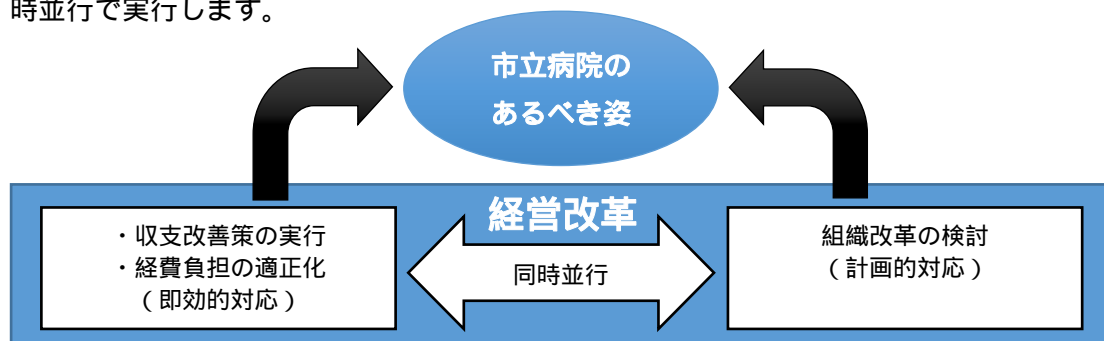 時並行で実行します。
市立病院の
あるべき姿
経営改革
・収支改善策の実行
・経費負担の適正化
（即効的対応）
同時並行
組織改革の検討
（計画的対応）